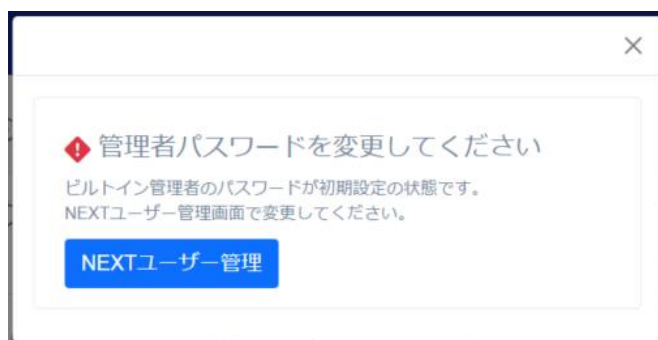 管理者パスワードを変更してください
ビルトイン管理者のパスワードが初期設定の状態です。
NEXTユーザー管理画面で変更してください。
NEXTユーザー管理